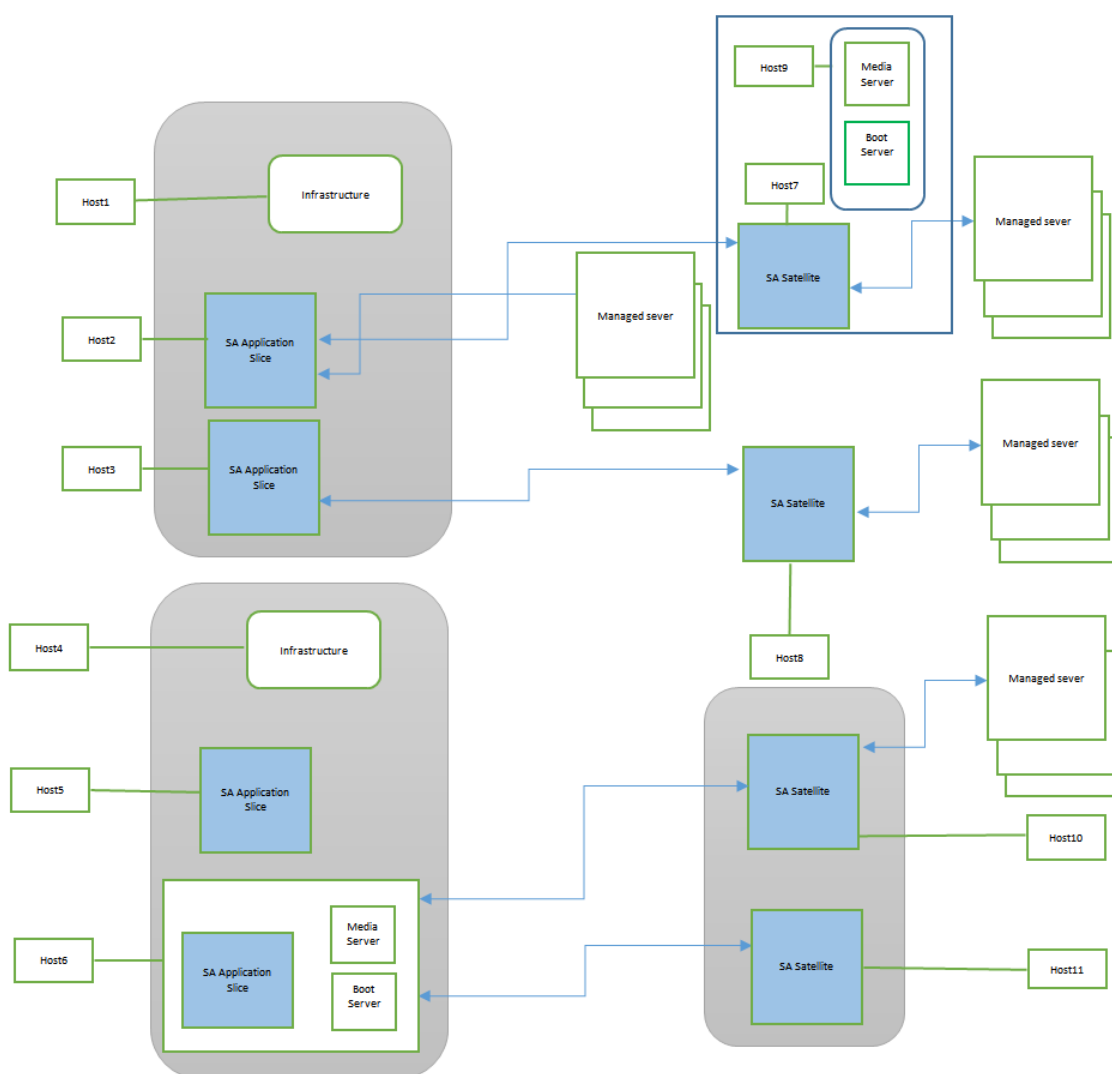 Host9
Media
Server
Boot
Server
Host1
Infrastructure
Host7
Managed sever
SA Satellite
Managed sever
Host2
SA Application
Slice
Host3
SA Application
Slice
Managed sever
SA Satellite
Host4
Infrastructure
Host8
Managed sever
Host5
SA Application
Slice
SA Satellite
Host10
Host6
SA Application
Slice
Media
Server
Boot
Server
SA Satellite
Host11